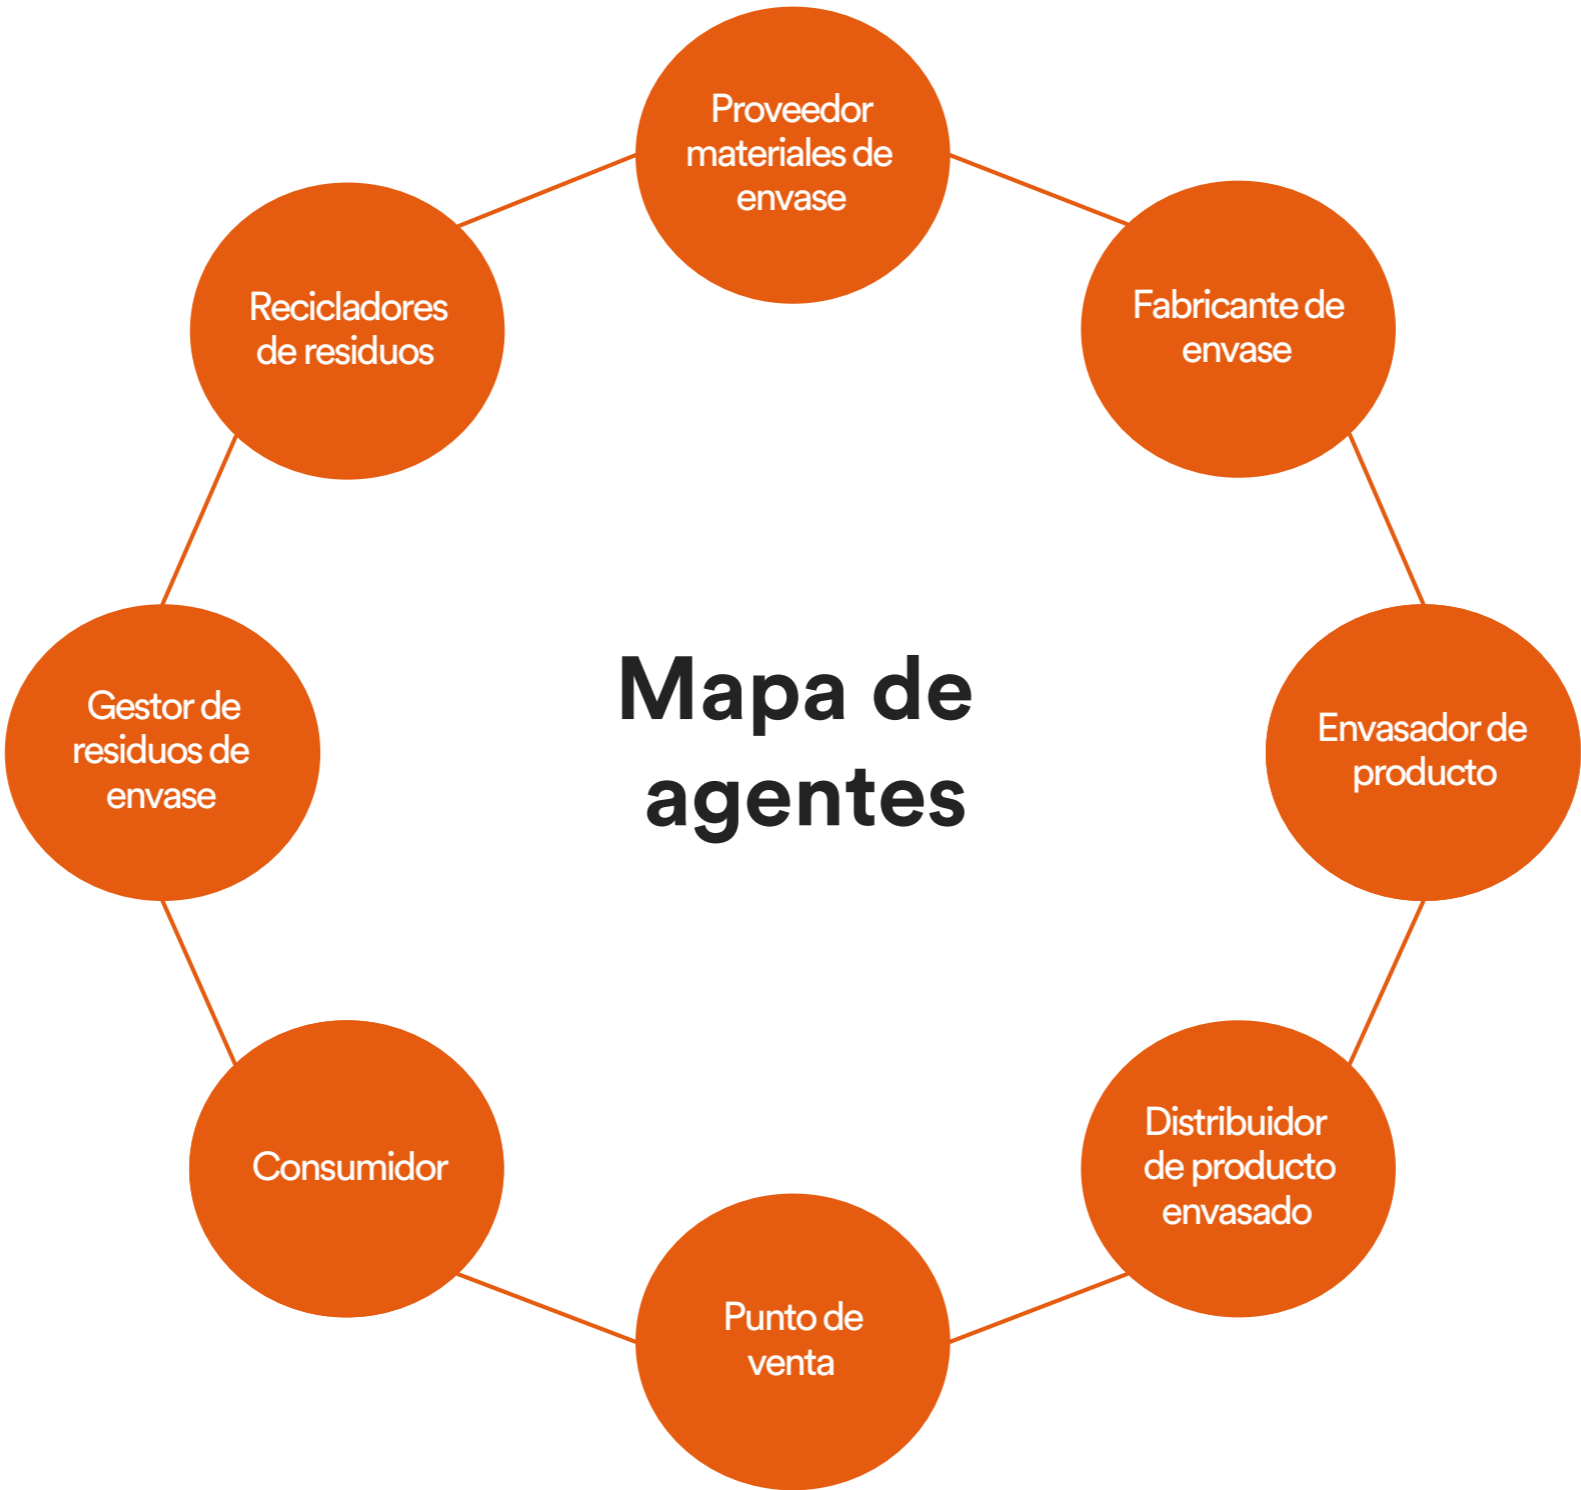 Proveedor
materiales de
envase
Fabricante de
envase
Envasador de
producto
Distribuidor
de producto
envasado
Punto de
venta
Consumidor
Gestor de
residuos de
envase
Recicladores
de residuos
Mapa de
agentes